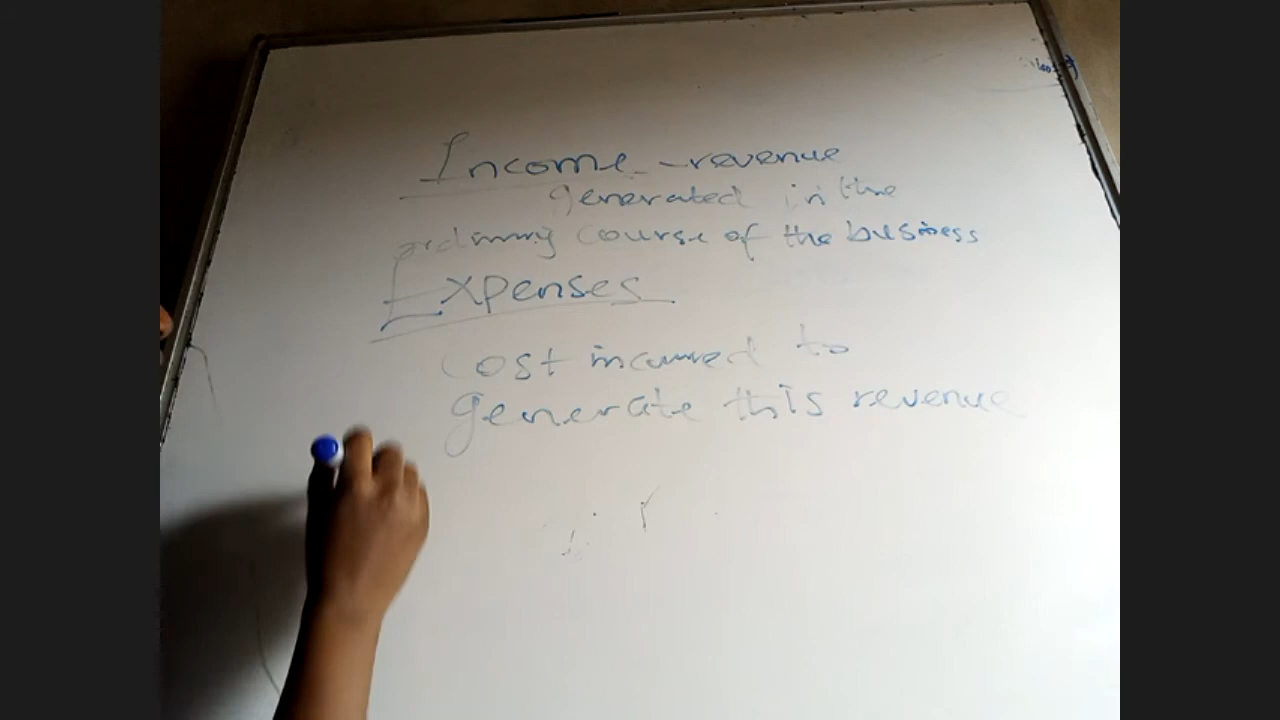 Income - revenue
generated in the
ordinary course of the business
Expenses
Cost incurred to
generate this revenue